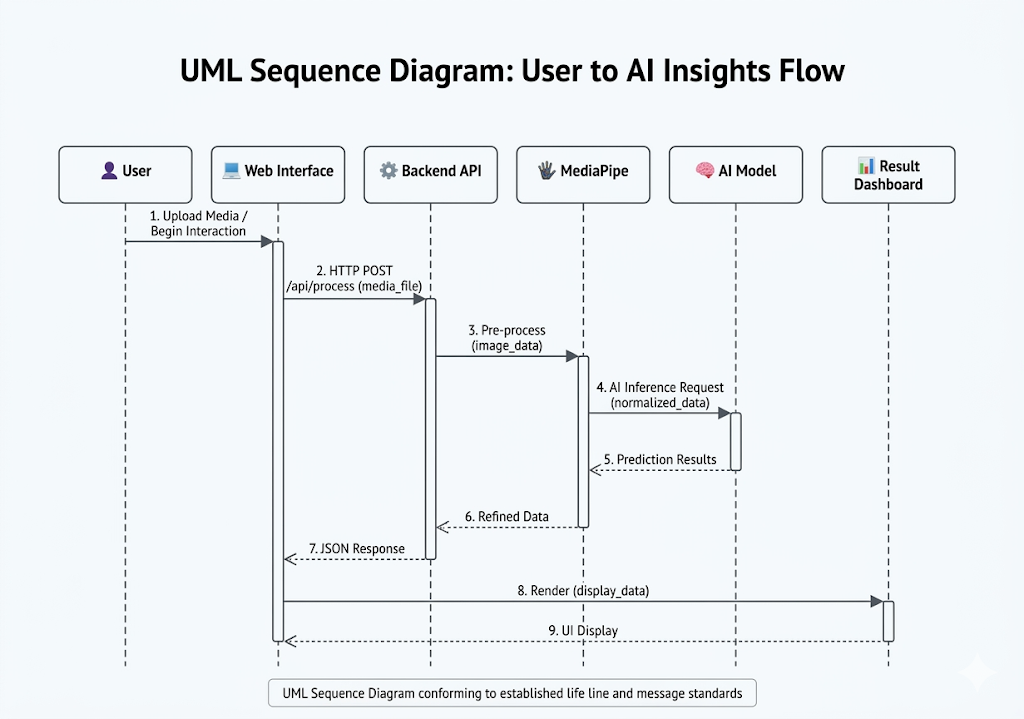 UML Sequence Diagram: User to AI Insights Flow
User
Web Interface
Backend API
MediaPipe
AI Model
Result
Dashboard
1. Upload Media /
Begin Interaction
2. HTTP POST
/api/process (media_file)
3. Pre-process
(image_data)
4. AI Inference Request
(normalized_data)
5. Prediction Results
6. Refined Data
7. JSON Response
8. Render (display_data)
9. UI Display
UML Sequence Diagram conforming to established life line and message standards